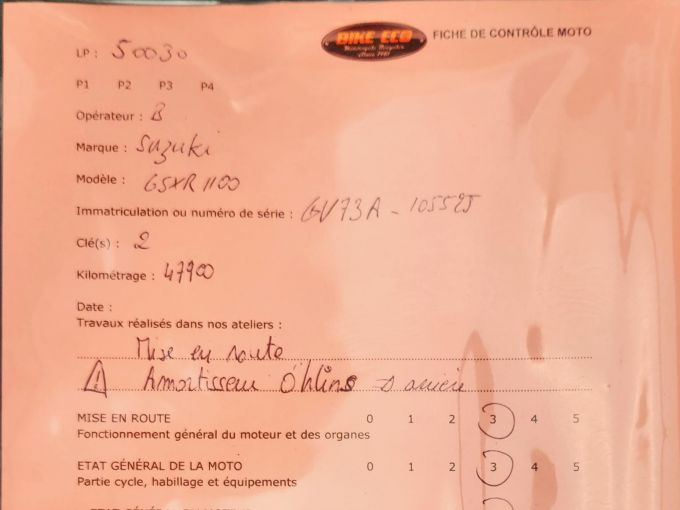 BIKE ECO
FICHE DE CONTRÔLE MOTO
LP : 50030
P1 P2 P3 P4
Opérateur : B
Marque : Suzuki
Modèle : GSXR 1100
Immatriculation ou numéro de série : GV73A - 105525
Clé(s) : 2
Kilométrage : 47900
Date :
Travaux réalisés dans nos ateliers :
Mise en route
⚠ Amortisseur Öhlins arrière
MISE EN ROUTE 0 1 2 3 4 5
Fonctionnement général du moteur et des organes
ETAT GÉNÉRAL DE LA MOTO 0 1 2 3 4 5
Partie cycle, habillage et équipements